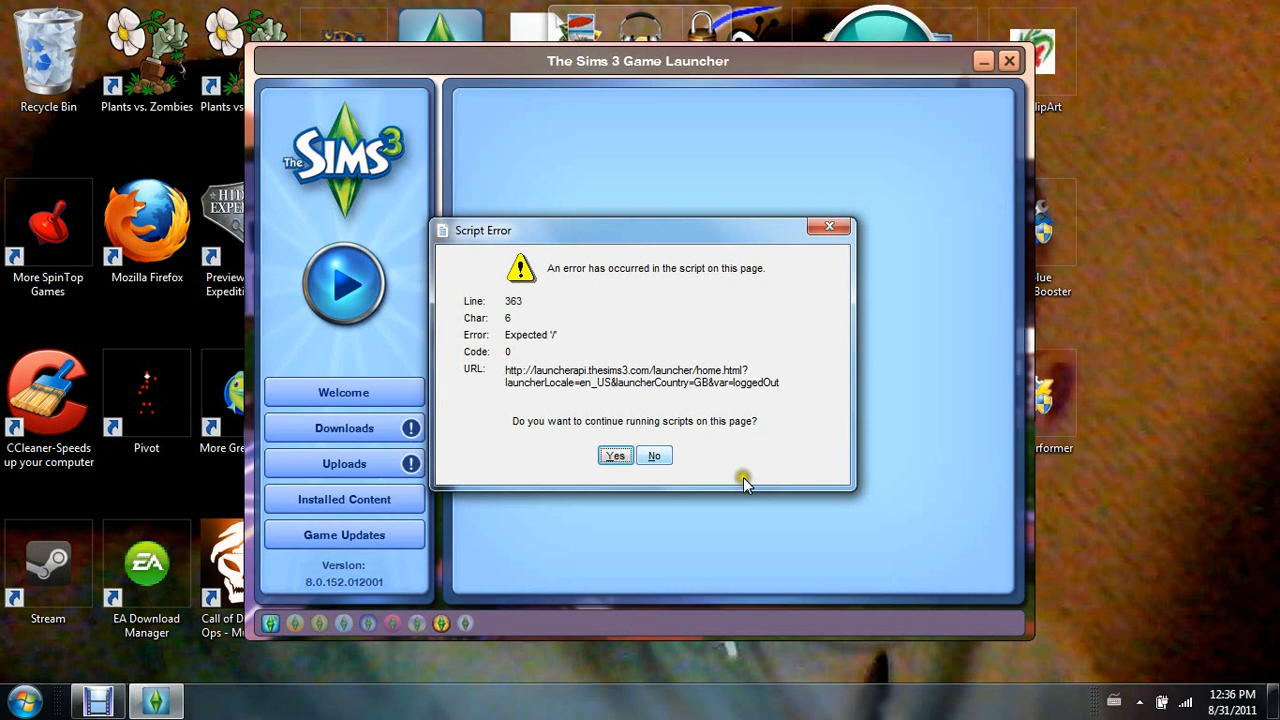 The Sims 3 Game Launcher
Recycle Bin
Plants vs. Zombies
Plants vs
lipArt
The SIMS 3
More SpinTop
Games
Mozilla Firefox
HID
EXPE
Preview
Expediti
lue
Booster
Script Error
An error has occurred in the script on this page.
Line: 363
Char: 6
Error: Expected '/'
Code: 0
URL: http://launcherapi.thesims3.com/launcher/home.html?
launcherLocale=en_US&launcherCountry=GB&var=loggedOut
Do you want to continue running scripts on this page?
Yes No
Welcome
Downloads !
Uploads !
Installed Content
Game Updates
Version:
8.0.152.012001
CCleaner-Speeds
up your computer
Pivot
More Gre
former
Stream
EA
EA Download
Manager
Call of D
Ops - Mu
12:36 PM
8/31/2011